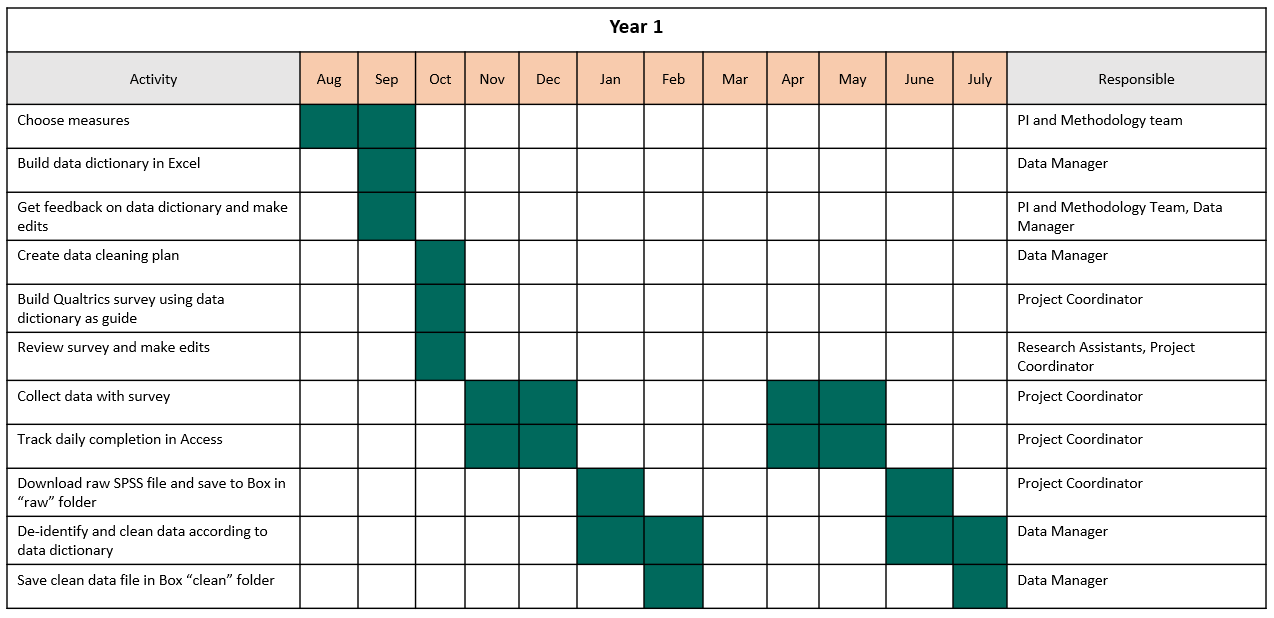 Year 1
Activity Aug Sep Oct Nov Dec Jan Feb Mar Apr May June July Responsible
Choose measures PI and Methodology team
Build data dictionary in Excel Data Manager
Get feedback on data dictionary and make PI and Methodology Team, Data
edits Manager
Create data cleaning plan Data Manager
Build Qualtrics survey using data Project Coordinator
dictionary as guide
Review survey and make edits Research Assistants, Project
Coordinator
Collect data with survey Project Coordinator
Track daily completion in Access Project Coordinator
Download raw SPSS file and save to Box in Project Coordinator
“raw” folder
De-identify and clean data according to Data Manager
data dictionary
Save clean data file in Box “clean” folder Data Manager